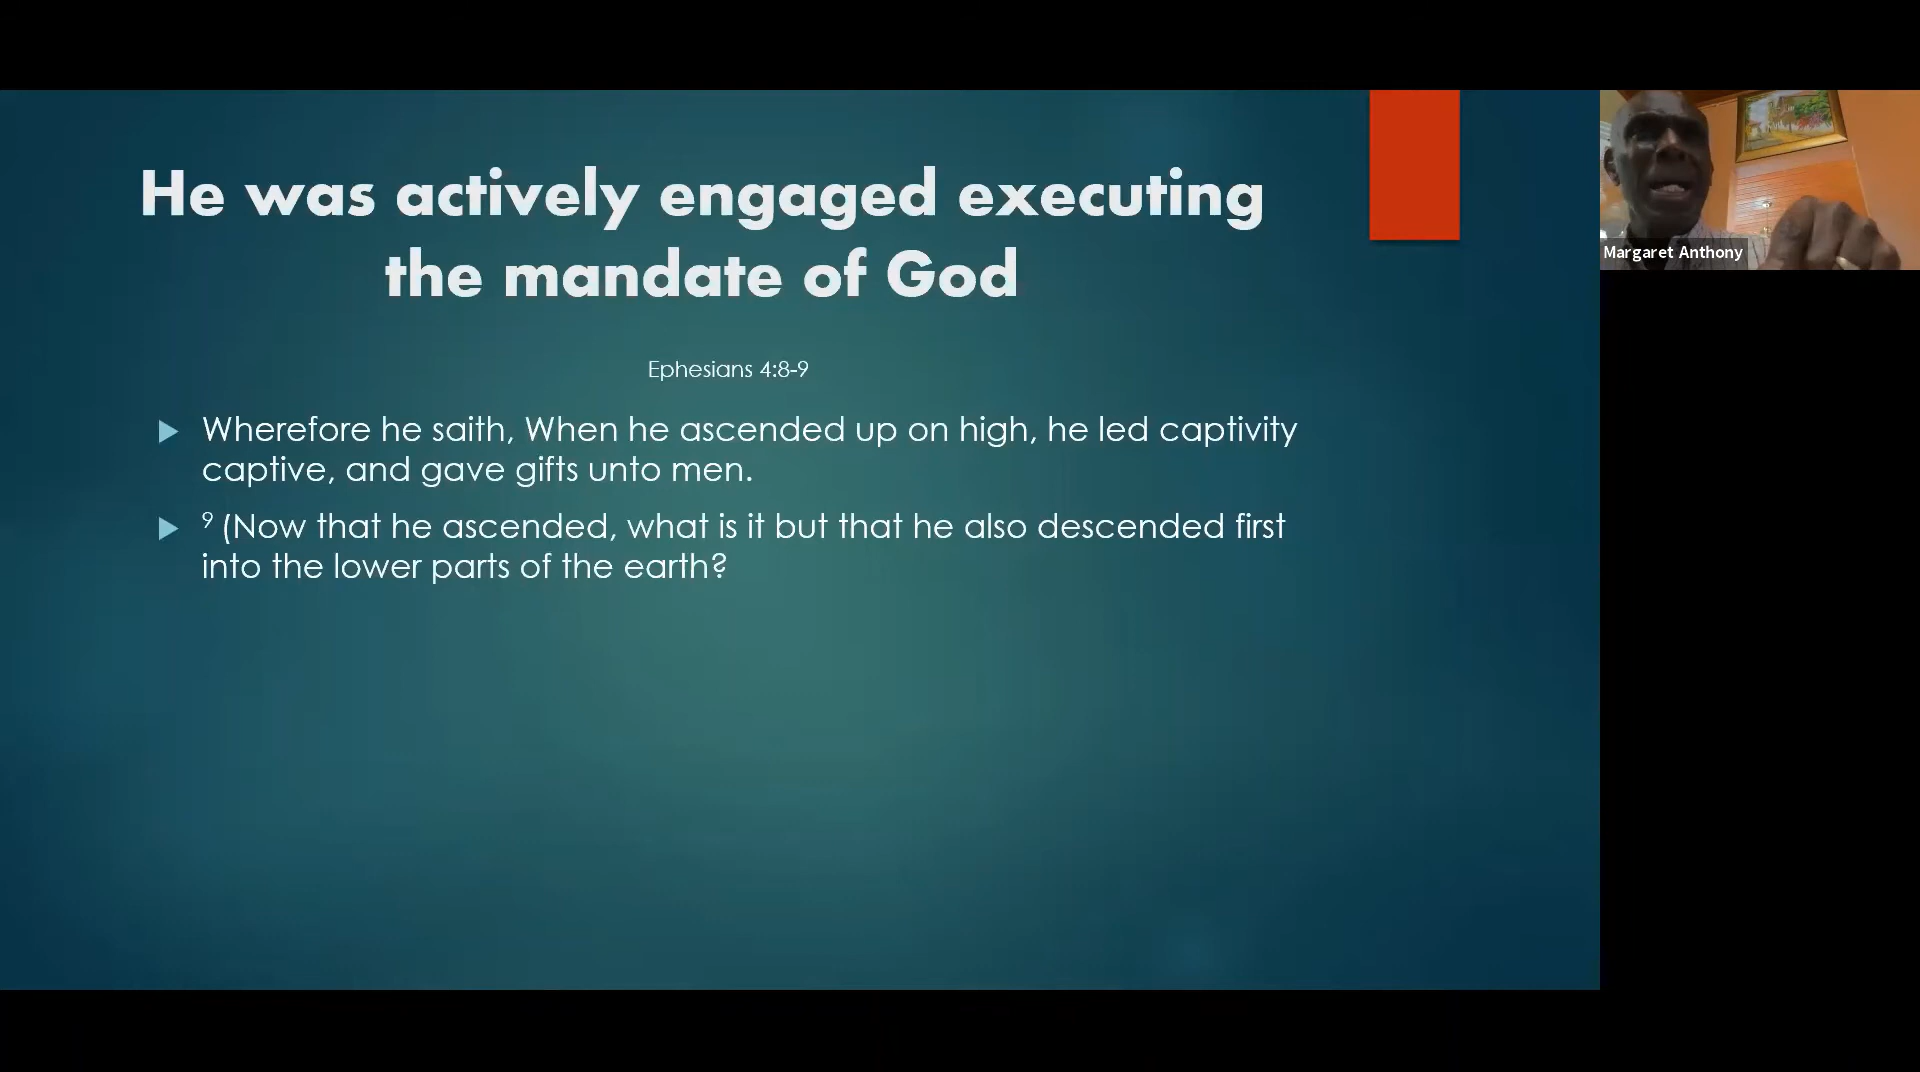 He was actively engaged executing
the mandate of God
Ephesians 4:8-9
Wherefore he saith, When he ascended up on high, he led captivity
captive, and gave gifts unto men.
9 (Now that he ascended, what is it but that he also descended first
into the lower parts of the earth?
Margaret Anthony